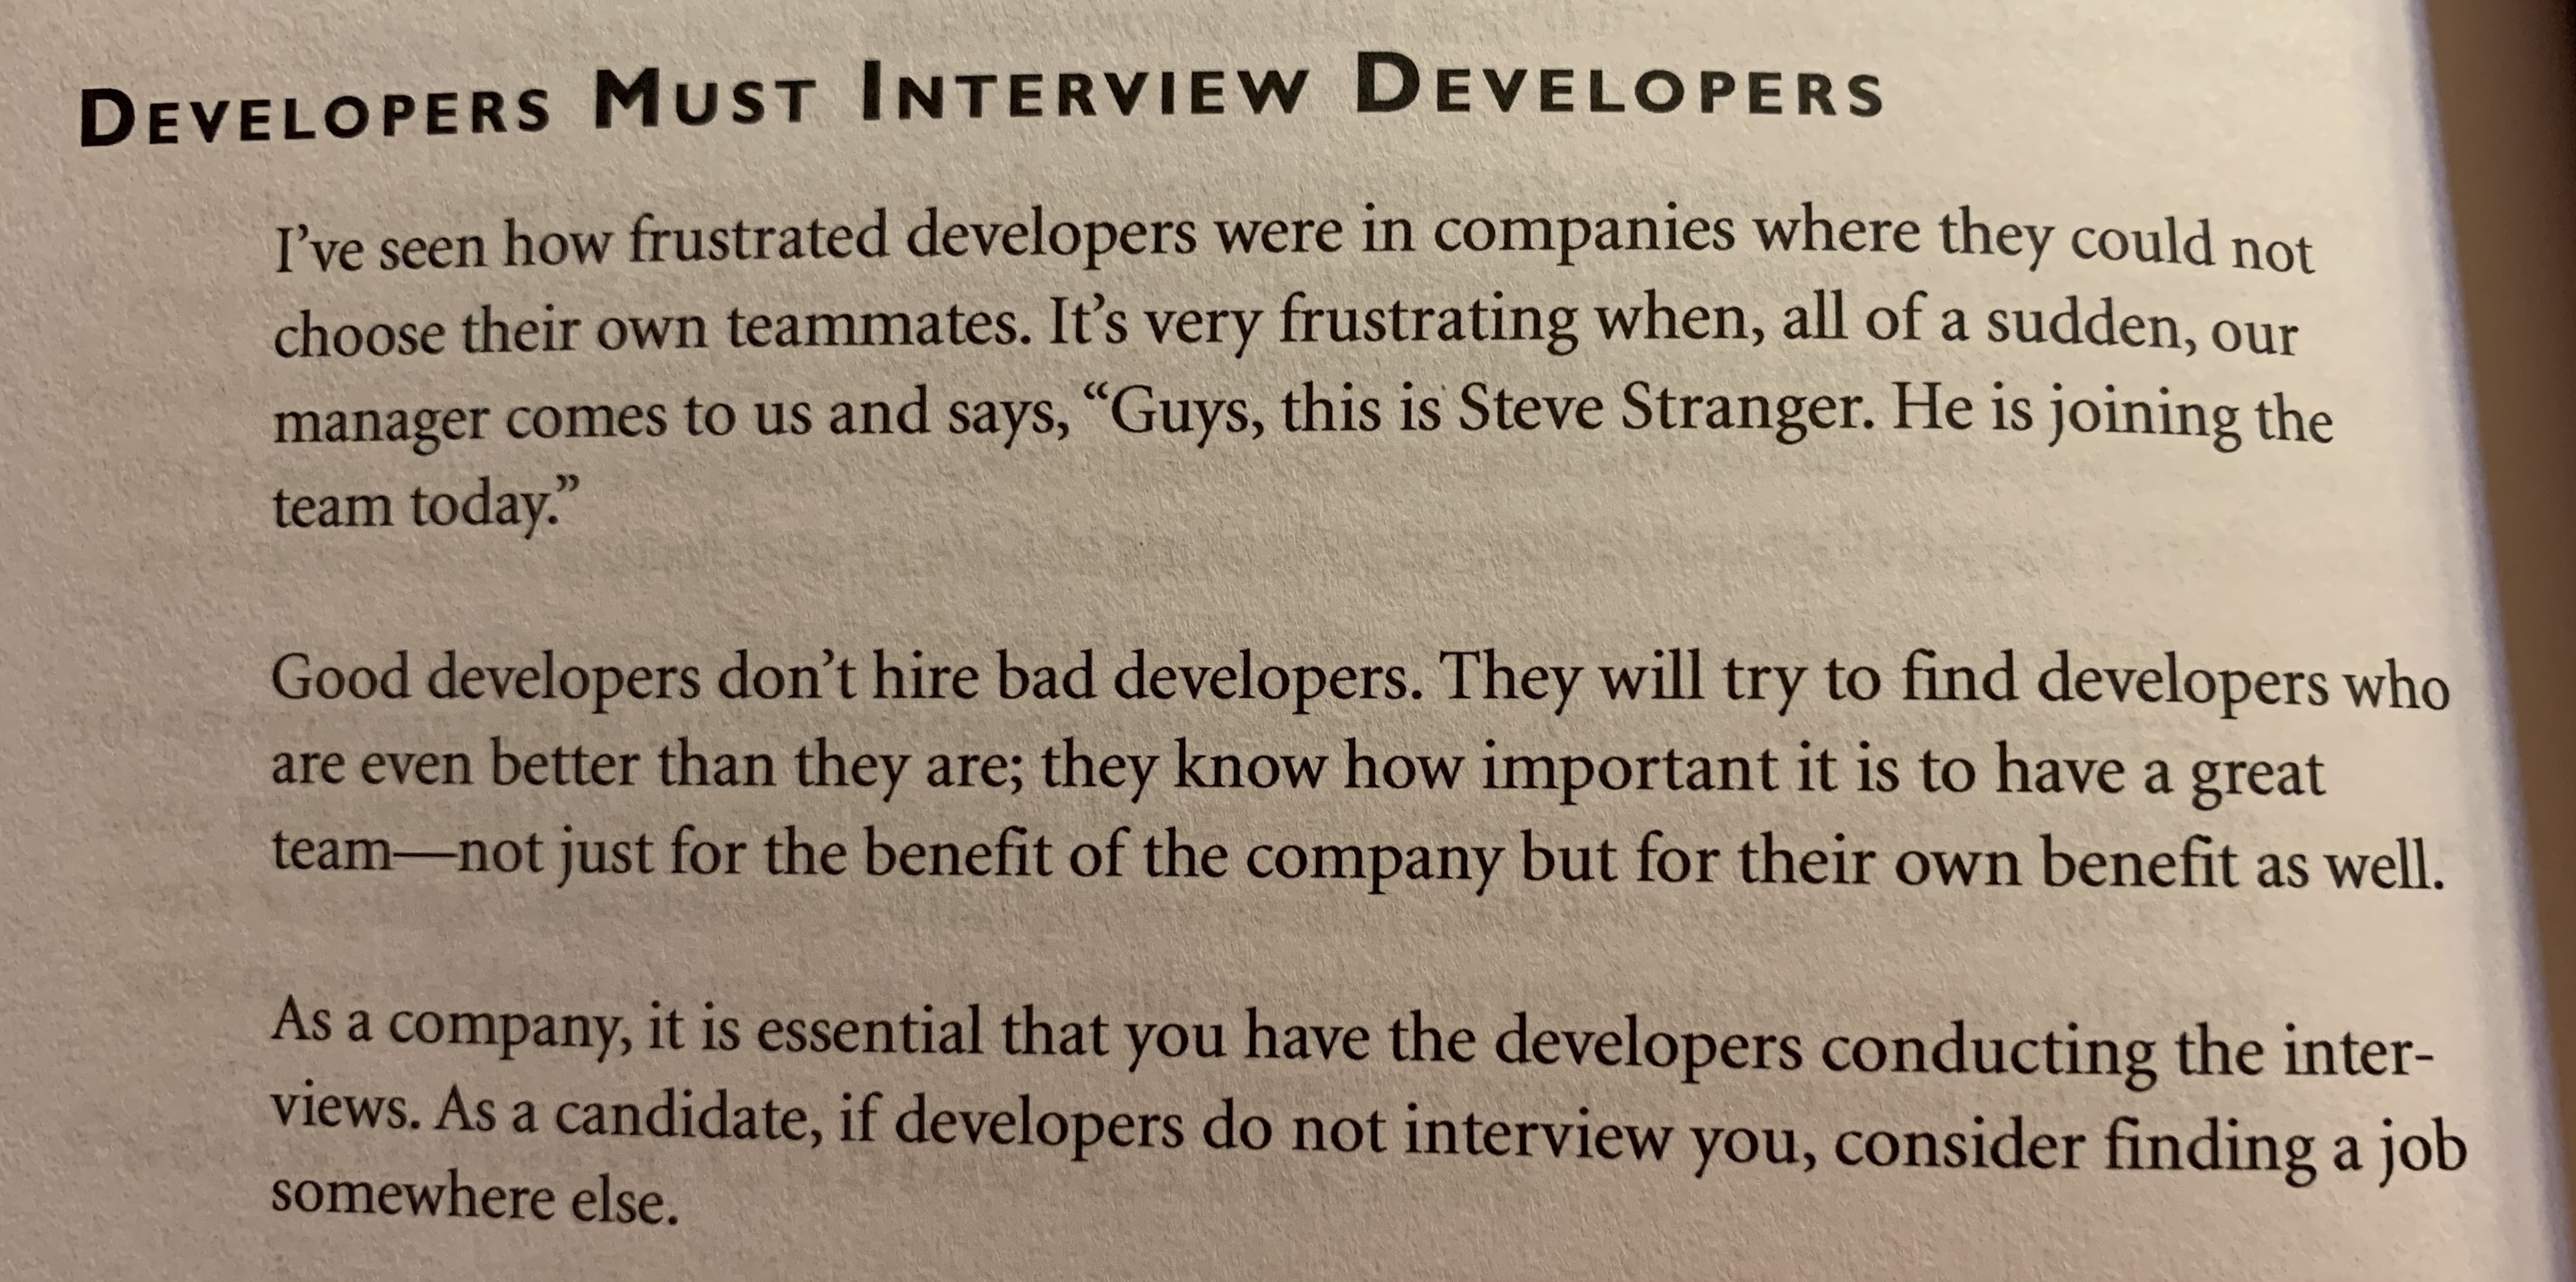 DEVELOPERS MUST INTERVIEW DEVELOPERS
I’ve seen how frustrated developers were in companies where they could not
choose their own teammates. It’s very frustrating when, all of a sudden, our
manager comes to us and says, “Guys, this is Steve Stranger. He is joining the
team today.”
Good developers don’t hire bad developers. They will try to find developers who
are even better than they are; they know how important it is to have a great
team—not just for the benefit of the company but for their own benefit as well.
As a company, it is essential that you have the developers conducting the inter-
views. As a candidate, if developers do not interview you, consider finding a job
somewhere else.